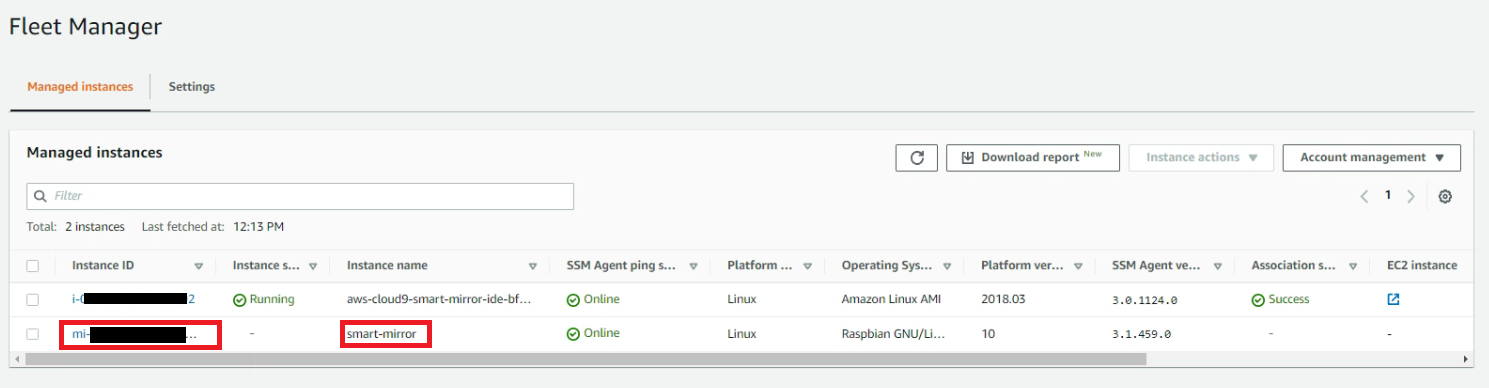 Fleet Manager
Managed instances Settings
Managed instances Download report New Instance actions Account management
Filter 1
Total: 2 instances Last fetched at: 12:13 PM
Instance ID Instance s... Instance name SSM Agent ping s... Platform ... Operating Sys... Platform ver... SSM Agent ve... Association s... EC2 instance
i-0 2 Running aws-cloud9-smart-mirror-ide-bf... Online Linux Amazon Linux AMI 2018.03 3.0.1124.0 Success
mi- ... - smart-mirror Online Linux Raspbian GNU/Li... 10 3.1.459.0 - -